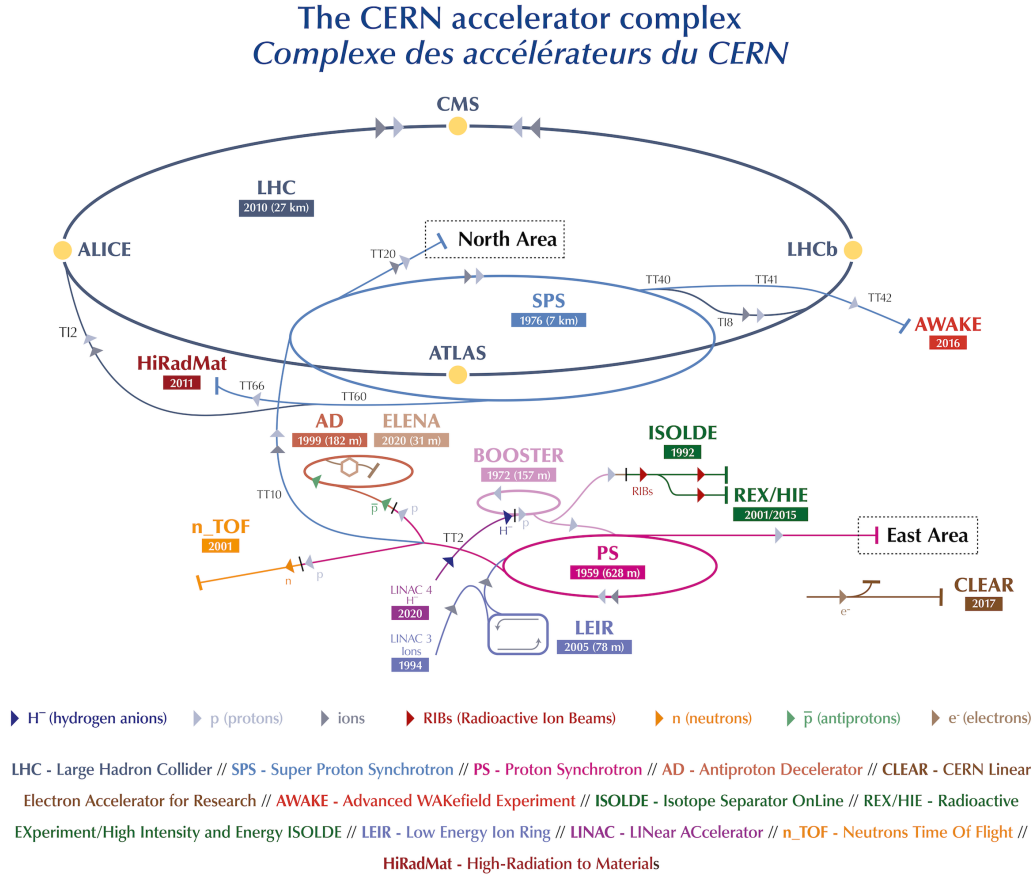 The CERN accelerator complex
Complexe des accélérateurs du CERN
CMS
LHC
2010 (27 km)
ALICE
TT20
North Area
LHCb
TT40
TT41
SPS
1976 (7 km)
TT42
TI2
TI8
AWAKE
2016
ATLAS
HiRadMat
2011
TT66
TT60
AD
1999 (182 m)
ELENA
2020 (31 m)
ISOLDE
1992
BOOSTER
1972 (157 m)
RIBs
REX/HIE
2001/2015
TT10
p̅
p
p
H⁻
n_TOF
2001
TT2
East Area
PS
1959 (628 m)
n
p
LINAC 4
H⁻
2020
CLEAR
2017
e⁻
LEIR
2005 (78 m)
LINAC 3
Ions
1994
H⁻ (hydrogen anions)
p (protons)
ions
RIBs (Radioactive Ion Beams)
n (neutrons)
p̅ (antiprotons)
e⁻ (electrons)
LHC - Large Hadron Collider // SPS - Super Proton Synchrotron // PS - Proton Synchrotron // AD - Antiproton Decelerator // CLEAR - CERN Linear
Electron Accelerator for Research // AWAKE - Advanced WAKefield Experiment // ISOLDE - Isotope Separator OnLine // REX/HIE - Radioactive
EXperiment/High Intensity and Energy ISOLDE // LEIR - Low Energy Ion Ring // LINAC - LINear ACcelerator // n_TOF - Neutrons Time Of Flight //
HiRadMat - High-Radiation to Materials